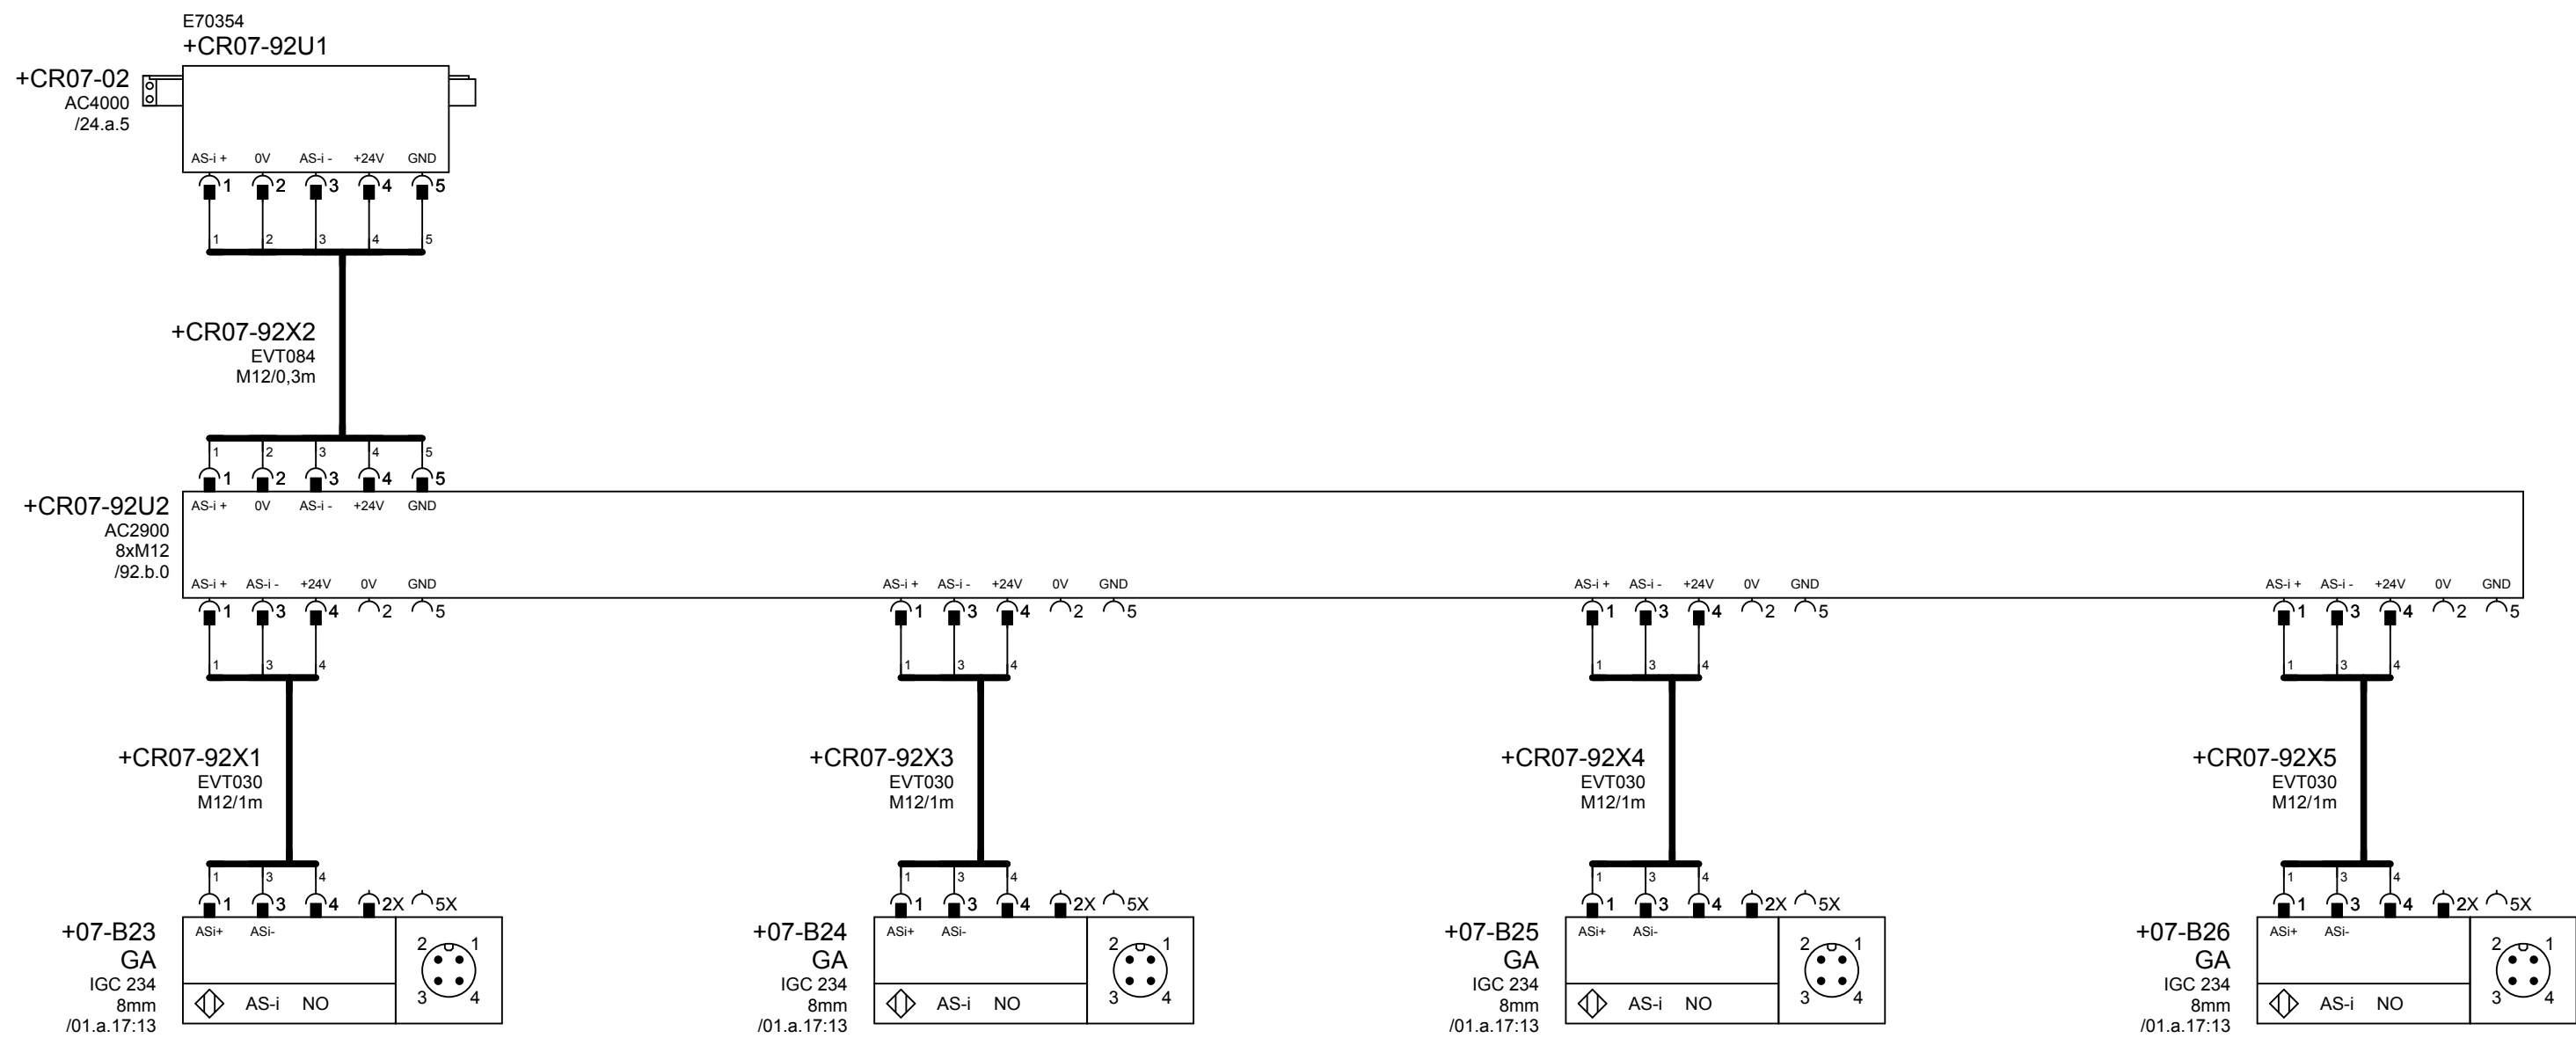 E70354
+CR07-92U1
+CR07-02
AC4000
/24.a.5
AS-i + 0V AS-i - +24V GND
1 2 3 4 5
1 2 3 4 5
+CR07-92X2
EVT084
M12/0,3m
1 2 3 4 5
1 2 3 4 5
+CR07-92U2
AC2900
8xM12
/92.b.0
AS-i + 0V AS-i - +24V GND
AS-i + AS-i - +24V 0V GND AS-i + AS-i - +24V 0V GND AS-i + AS-i - +24V 0V GND AS-i + AS-i - +24V 0V GND
1 3 4 2 5 1 3 4 2 5 1 3 4 2 5 1 3 4 2 5
1 3 4 1 3 4 1 3 4 1 3 4
+CR07-92X1
EVT030
M12/1m
+CR07-92X3
EVT030
M12/1m
+CR07-92X4
EVT030
M12/1m
+CR07-92X5
EVT030
M12/1m
1 3 4 1 3 4 1 3 4 1 3 4
1 3 4 2X 5X 1 3 4 2X 5X 1 3 4 2X 5X 1 3 4 2X 5X
+07-B23
GA
IGC 234
8mm
/01.a.17:13
ASi+ ASi-
AS-i NO
2 1
3 4
+07-B24
GA
IGC 234
8mm
/01.a.17:13
ASi+ ASi-
AS-i NO
2 1
3 4
+07-B25
GA
IGC 234
8mm
/01.a.17:13
ASi+ ASi-
AS-i NO
2 1
3 4
+07-B26
GA
IGC 234
8mm
/01.a.17:13
ASi+ ASi-
AS-i NO
2 1
3 4